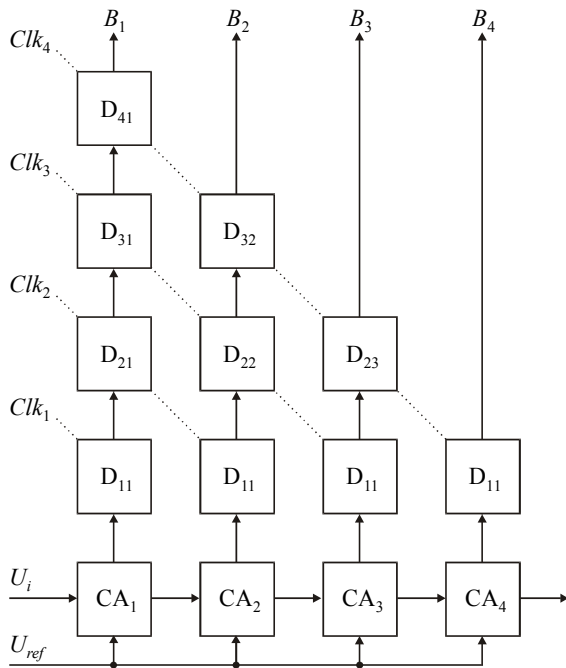 B₁ B₂ B₃ B₄
Clk₄
D₄₁
Clk₃
D₃₁ D₃₂
Clk₂
D₂₁ D₂₂ D₂₃
Clk₁
D₁₁ D₁₁ D₁₁ D₁₁
Uᵢ
CA₁ CA₂ CA₃ CA₄
U_ref